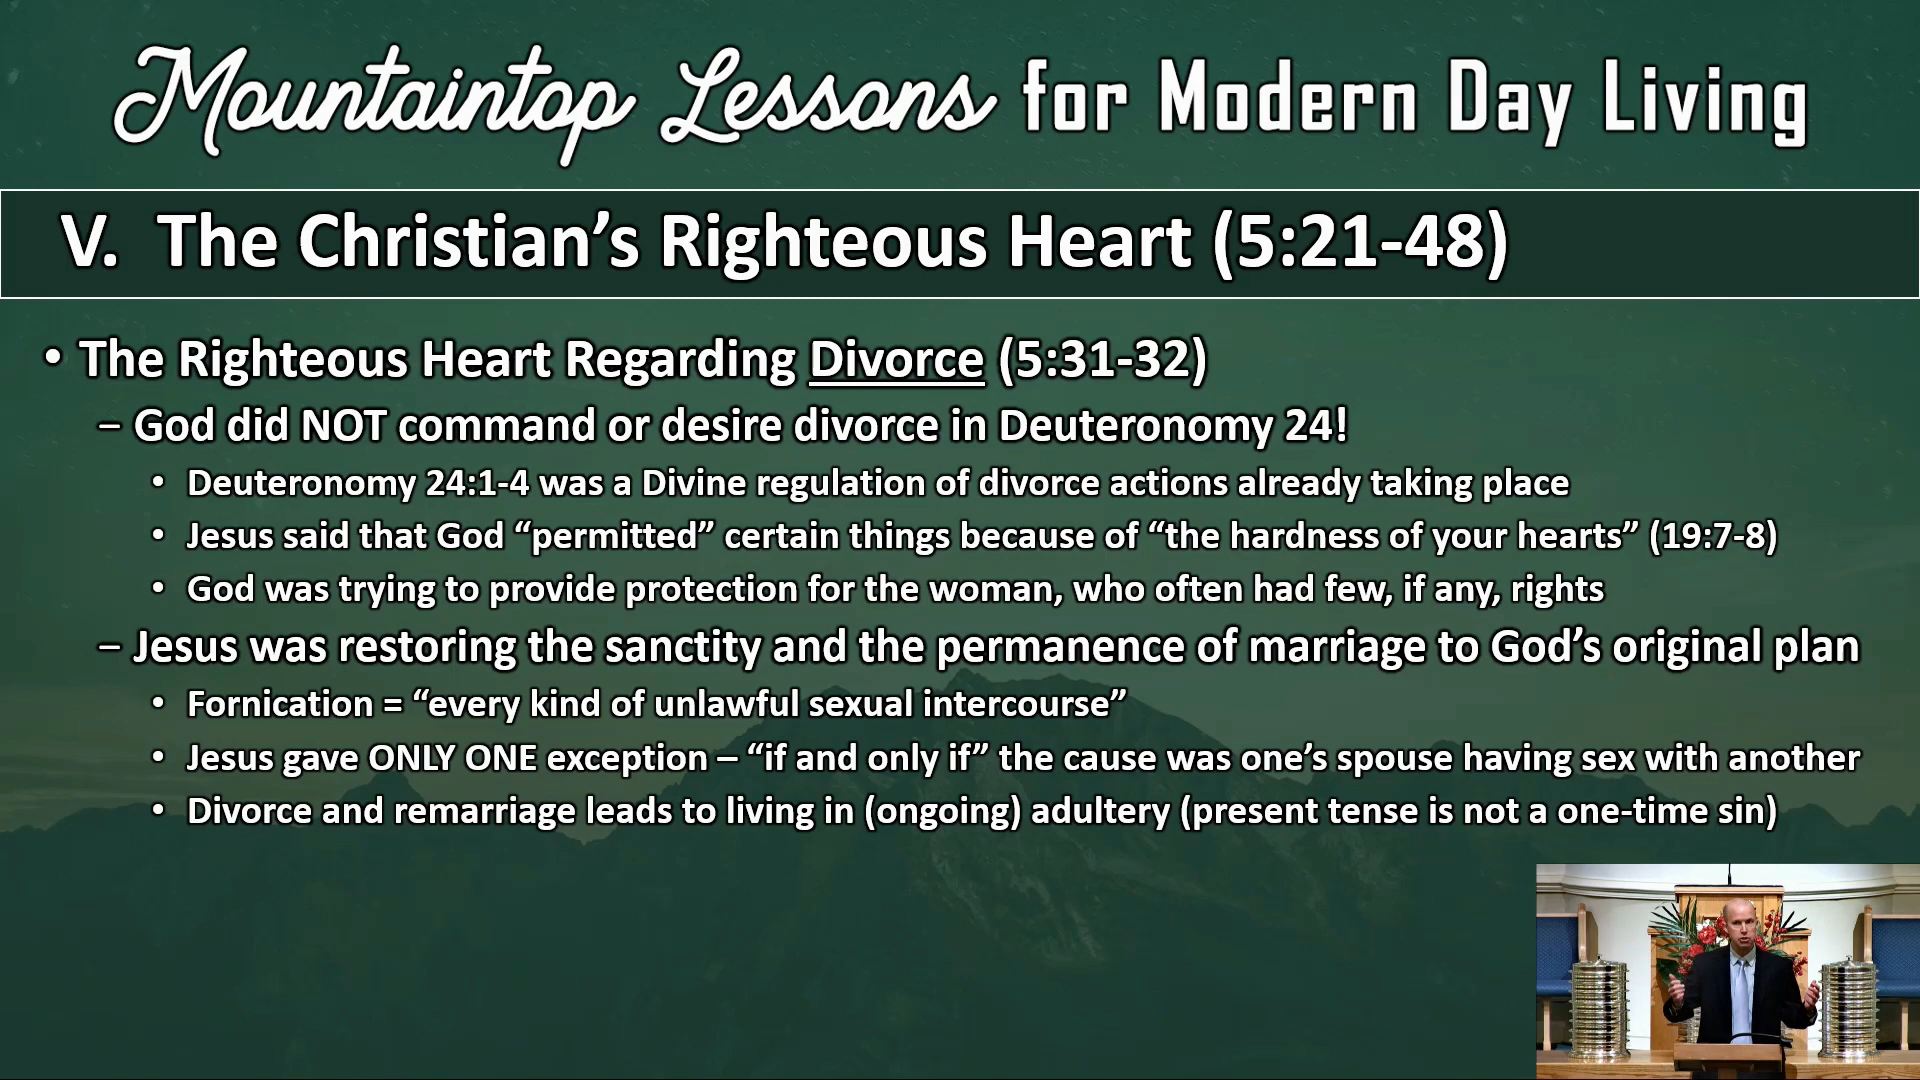 Mountaintop Lessons for Modern Day Living
V. The Christian’s Righteous Heart (5:21-48)
• The Righteous Heart Regarding Divorce (5:31-32)
– God did NOT command or desire divorce in Deuteronomy 24!
• Deuteronomy 24:1-4 was a Divine regulation of divorce actions already taking place
• Jesus said that God “permitted” certain things because of “the hardness of your hearts” (19:7-8)
• God was trying to provide protection for the woman, who often had few, if any, rights
– Jesus was restoring the sanctity and the permanence of marriage to God’s original plan
• Fornication = “every kind of unlawful sexual intercourse”
• Jesus gave ONLY ONE exception – “if and only if” the cause was one’s spouse having sex with another
• Divorce and remarriage leads to living in (ongoing) adultery (present tense is not a one-time sin)